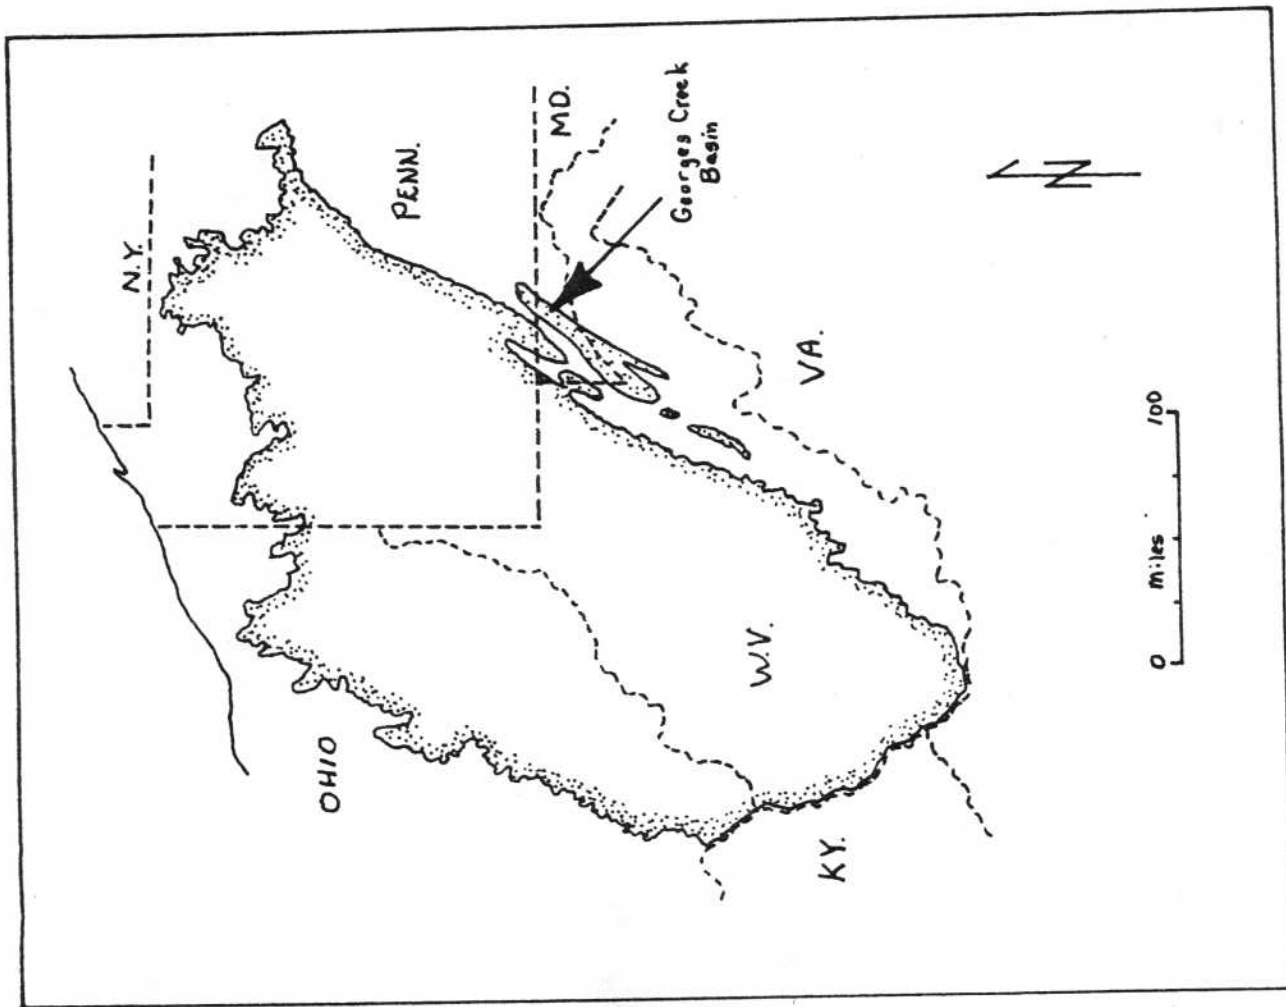 N.Y.
PENN.
MD.
Georges Creek
Basin
N
OHIO
VA.
W.V.
KY.
0
100
Miles